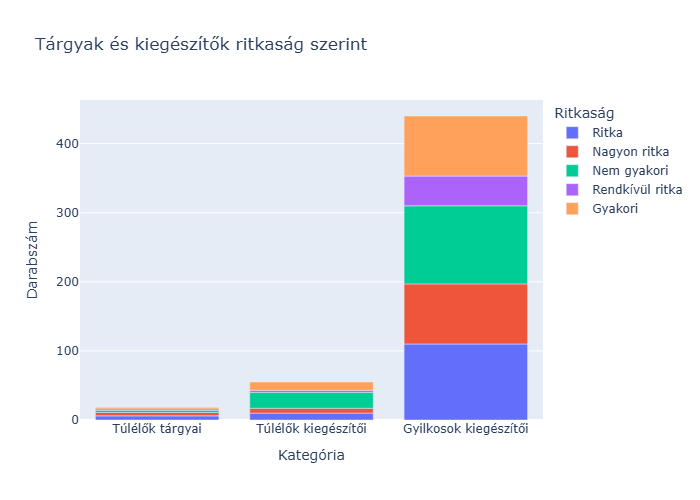 Tárgyak és kiegészítők ritkaság szerint
Ritkaság
Ritka
Nagyon ritka
Nem gyakori
Rendkívül ritka
Gyakori
Darabszám
400
300
200
100
0
Túlélők tárgyai
Túlélők kiegészítői
Gyilkosok kiegészítői
Kategória